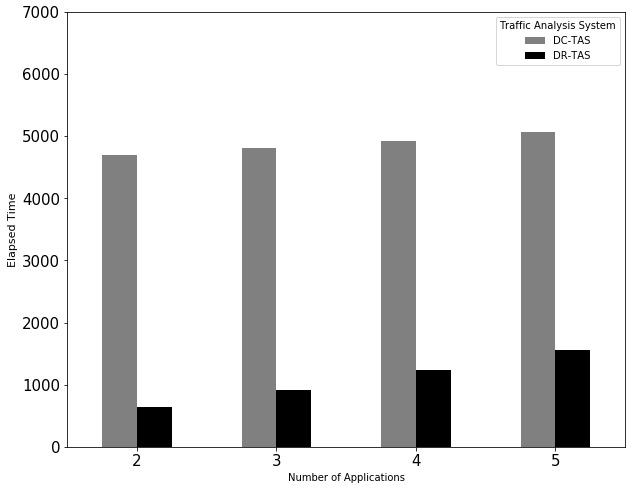 7000
6000
5000
4000
3000
2000
1000
0
Elapsed Time
Traffic Analysis System
DC-TAS
DR-TAS
2 3 4 5
Number of Applications